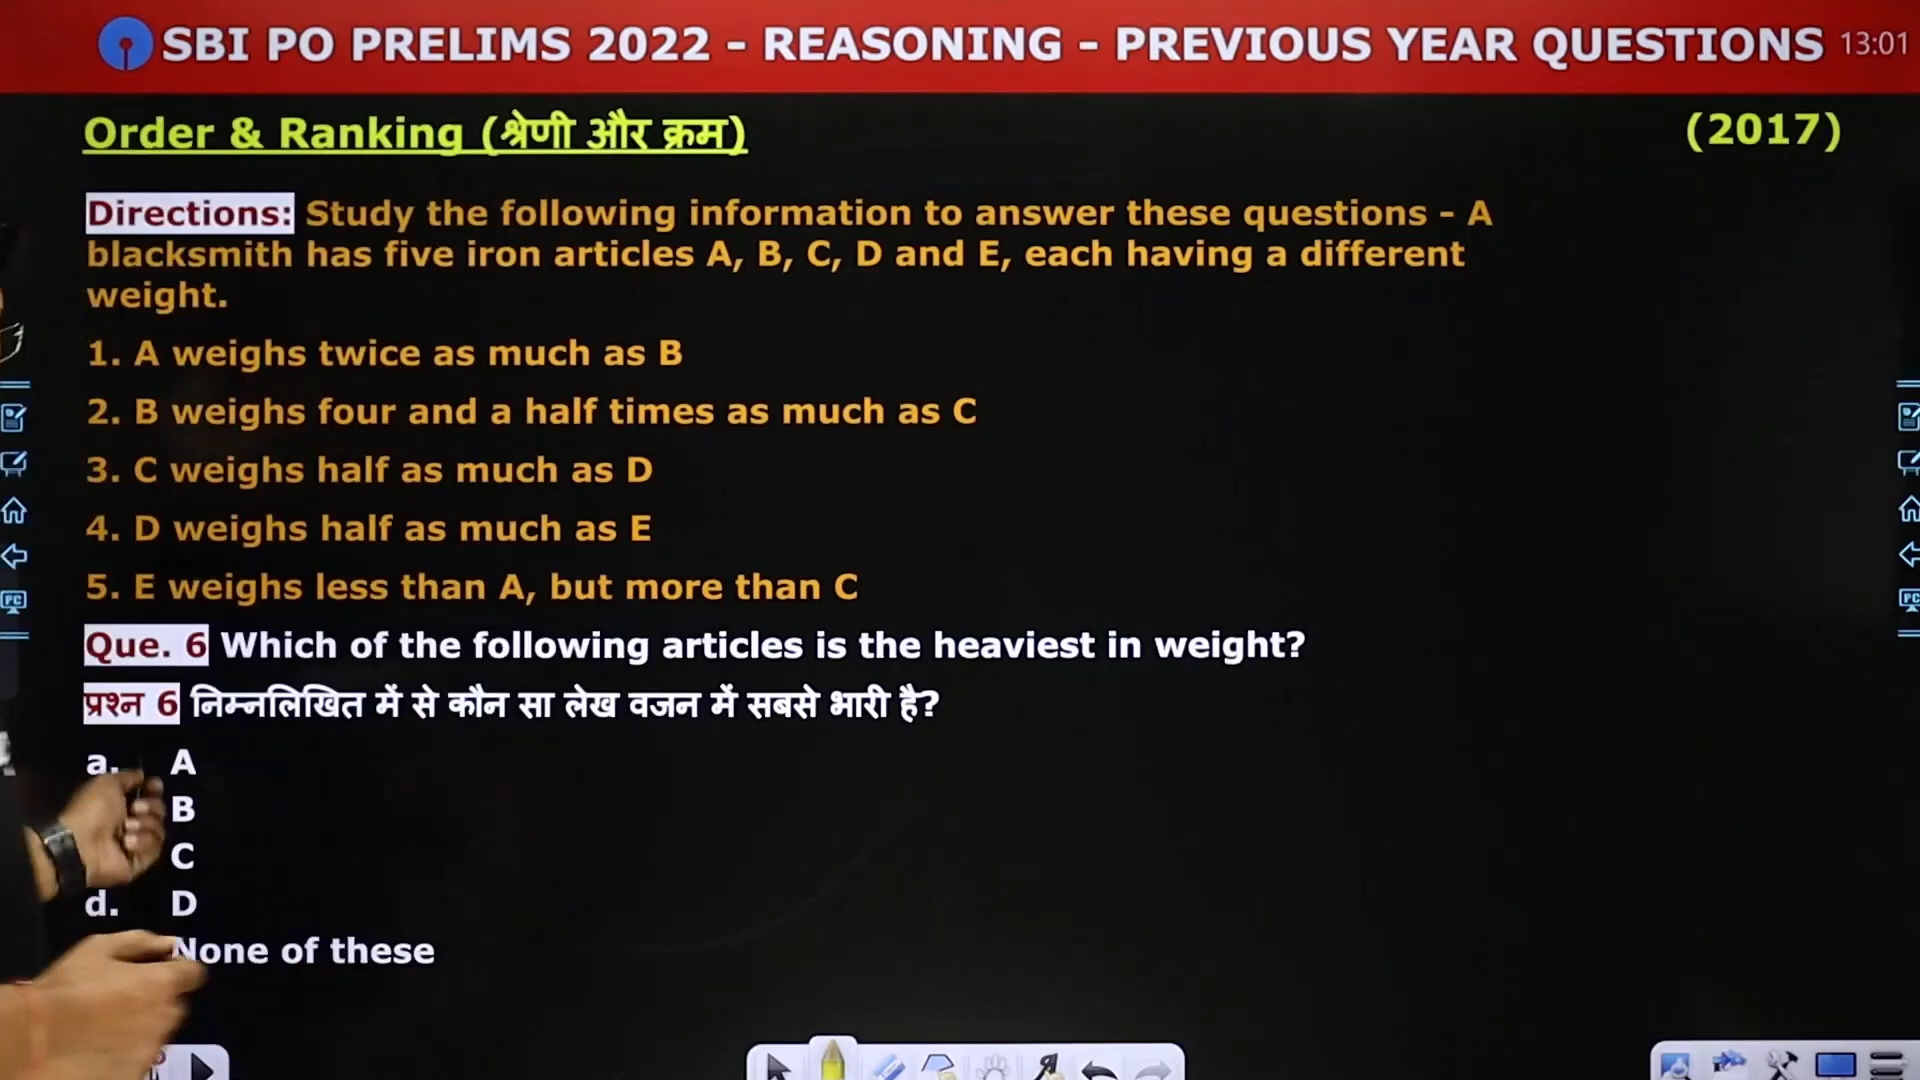 SBI PO PRELIMS 2022 - REASONING - PREVIOUS YEAR QUESTIONS 13:01
Order & Ranking (श्रेणी और क्रम) (2017)
Directions: Study the following information to answer these questions - A
blacksmith has five iron articles A, B, C, D and E, each having a different
weight.
1. A weighs twice as much as B
2. B weighs four and a half times as much as C
3. C weighs half as much as D
4. D weighs half as much as E
5. E weighs less than A, but more than C
Que. 6 Which of the following articles is the heaviest in weight?
प्रश्न 6 निम्नलिखित में से कौन सा लेख वजन में सबसे भारी है?
a. A
B
C
d. D
None of these
PC
PC